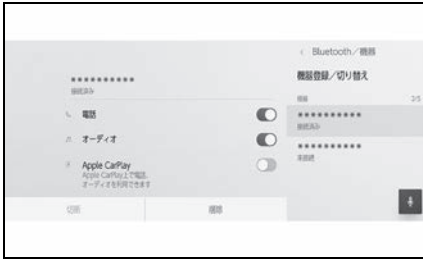 < Bluetooth／機器
機器登録／切り替え
機器 2/5
**********
接続済み
**********
未接続
**********
接続済み
電話
オーディオ
Apple CarPlay
Apple CarPlay上で電話、
オーディオを利用できます
切断
削除